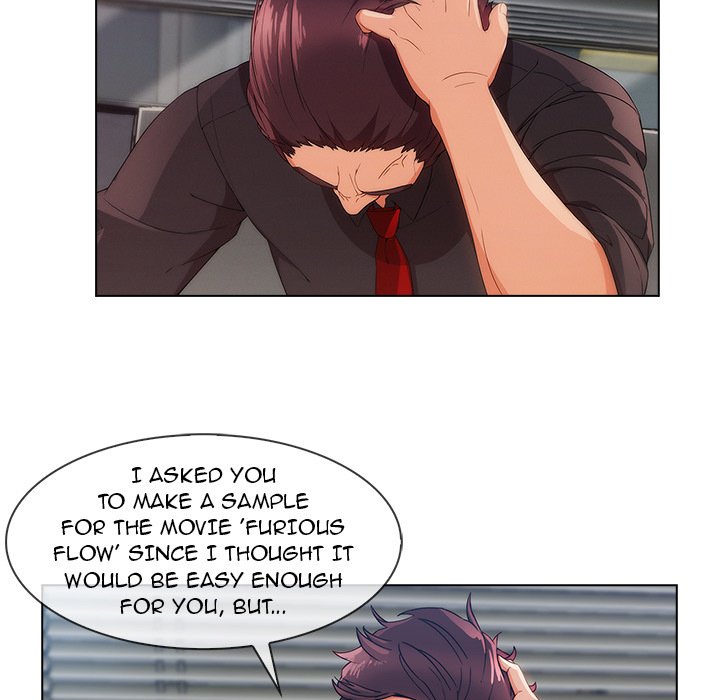 I ASKED YOU
TO MAKE A SAMPLE
FOR THE MOVIE 'FURIOUS
FLOW' SINCE I THOUGHT IT
WOULD BE EASY ENOUGH
FOR YOU, BUT...